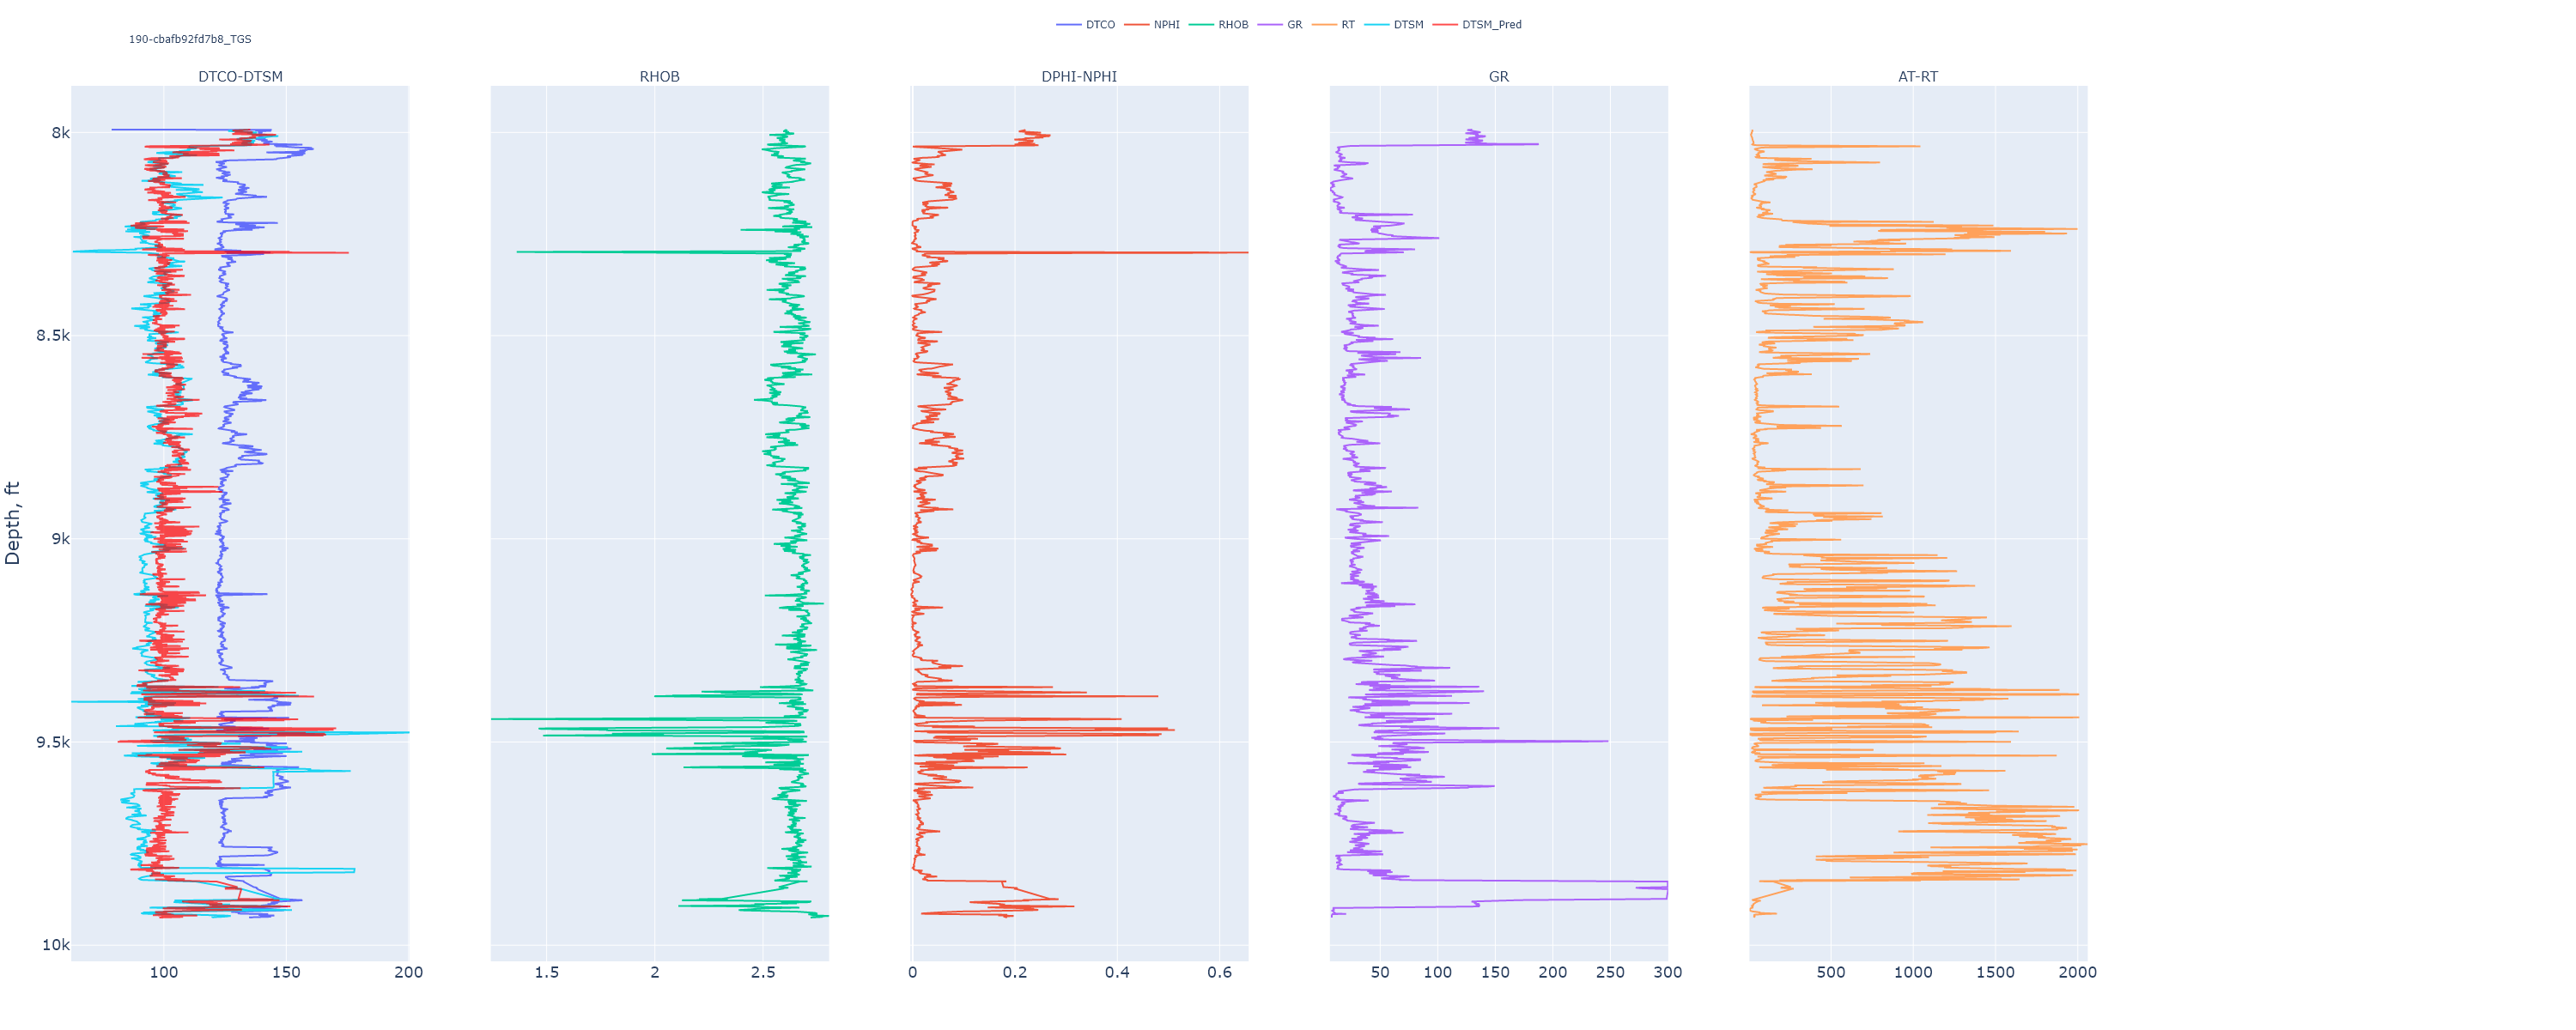 DTCO NPHI RHOB GR RT DTSM DTSM_Pred
190-cbafb92fd7b8_TGS
DTCO-DTSM RHOB DPHI-NPHI GR AT-RT
8k
8.5k
9k
9.5k
10k
Depth, ft
100 150 200 1.5 2 2.5 0 0.2 0.4 0.6 50 100 150 200 250 300 500 1000 1500 2000